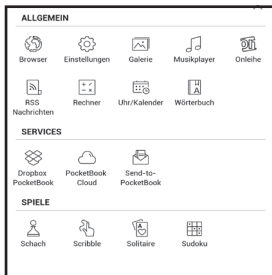 ALLGEMEIN
Browser Einstellungen Galerie Musikplayer Onleihe
RSS Nachrichten Rechner Uhr/Kalender Wörterbuch
SERVICES
Dropbox PocketBook PocketBook Cloud Send-to-PocketBook
SPIELE
Schach Scribble Solitaire Sudoku